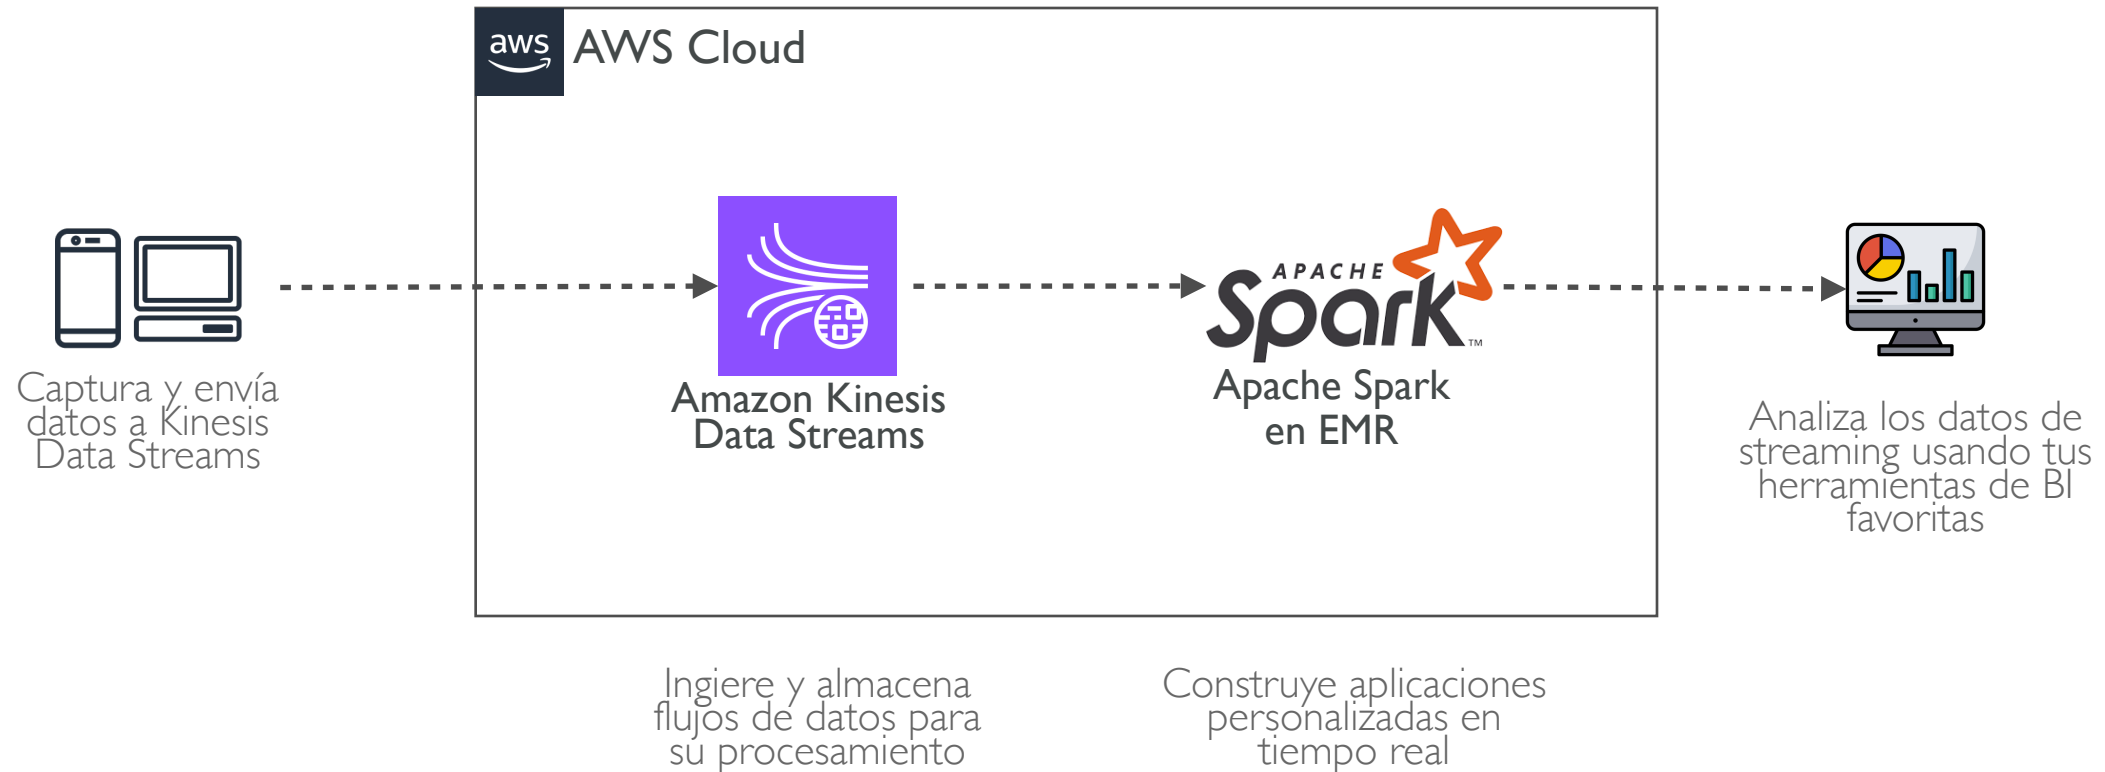 aws
AWS Cloud
Captura y envía
datos a Kinesis
Data Streams
Amazon Kinesis
Data Streams
APACHE
Spark
TM
Apache Spark
en EMR
Analiza los datos de
streaming usando tus
herramientas de BI
favoritas
Ingiere y almacena
flujos de datos para
su procesamiento
Construye aplicaciones
personalizadas en
tiempo real